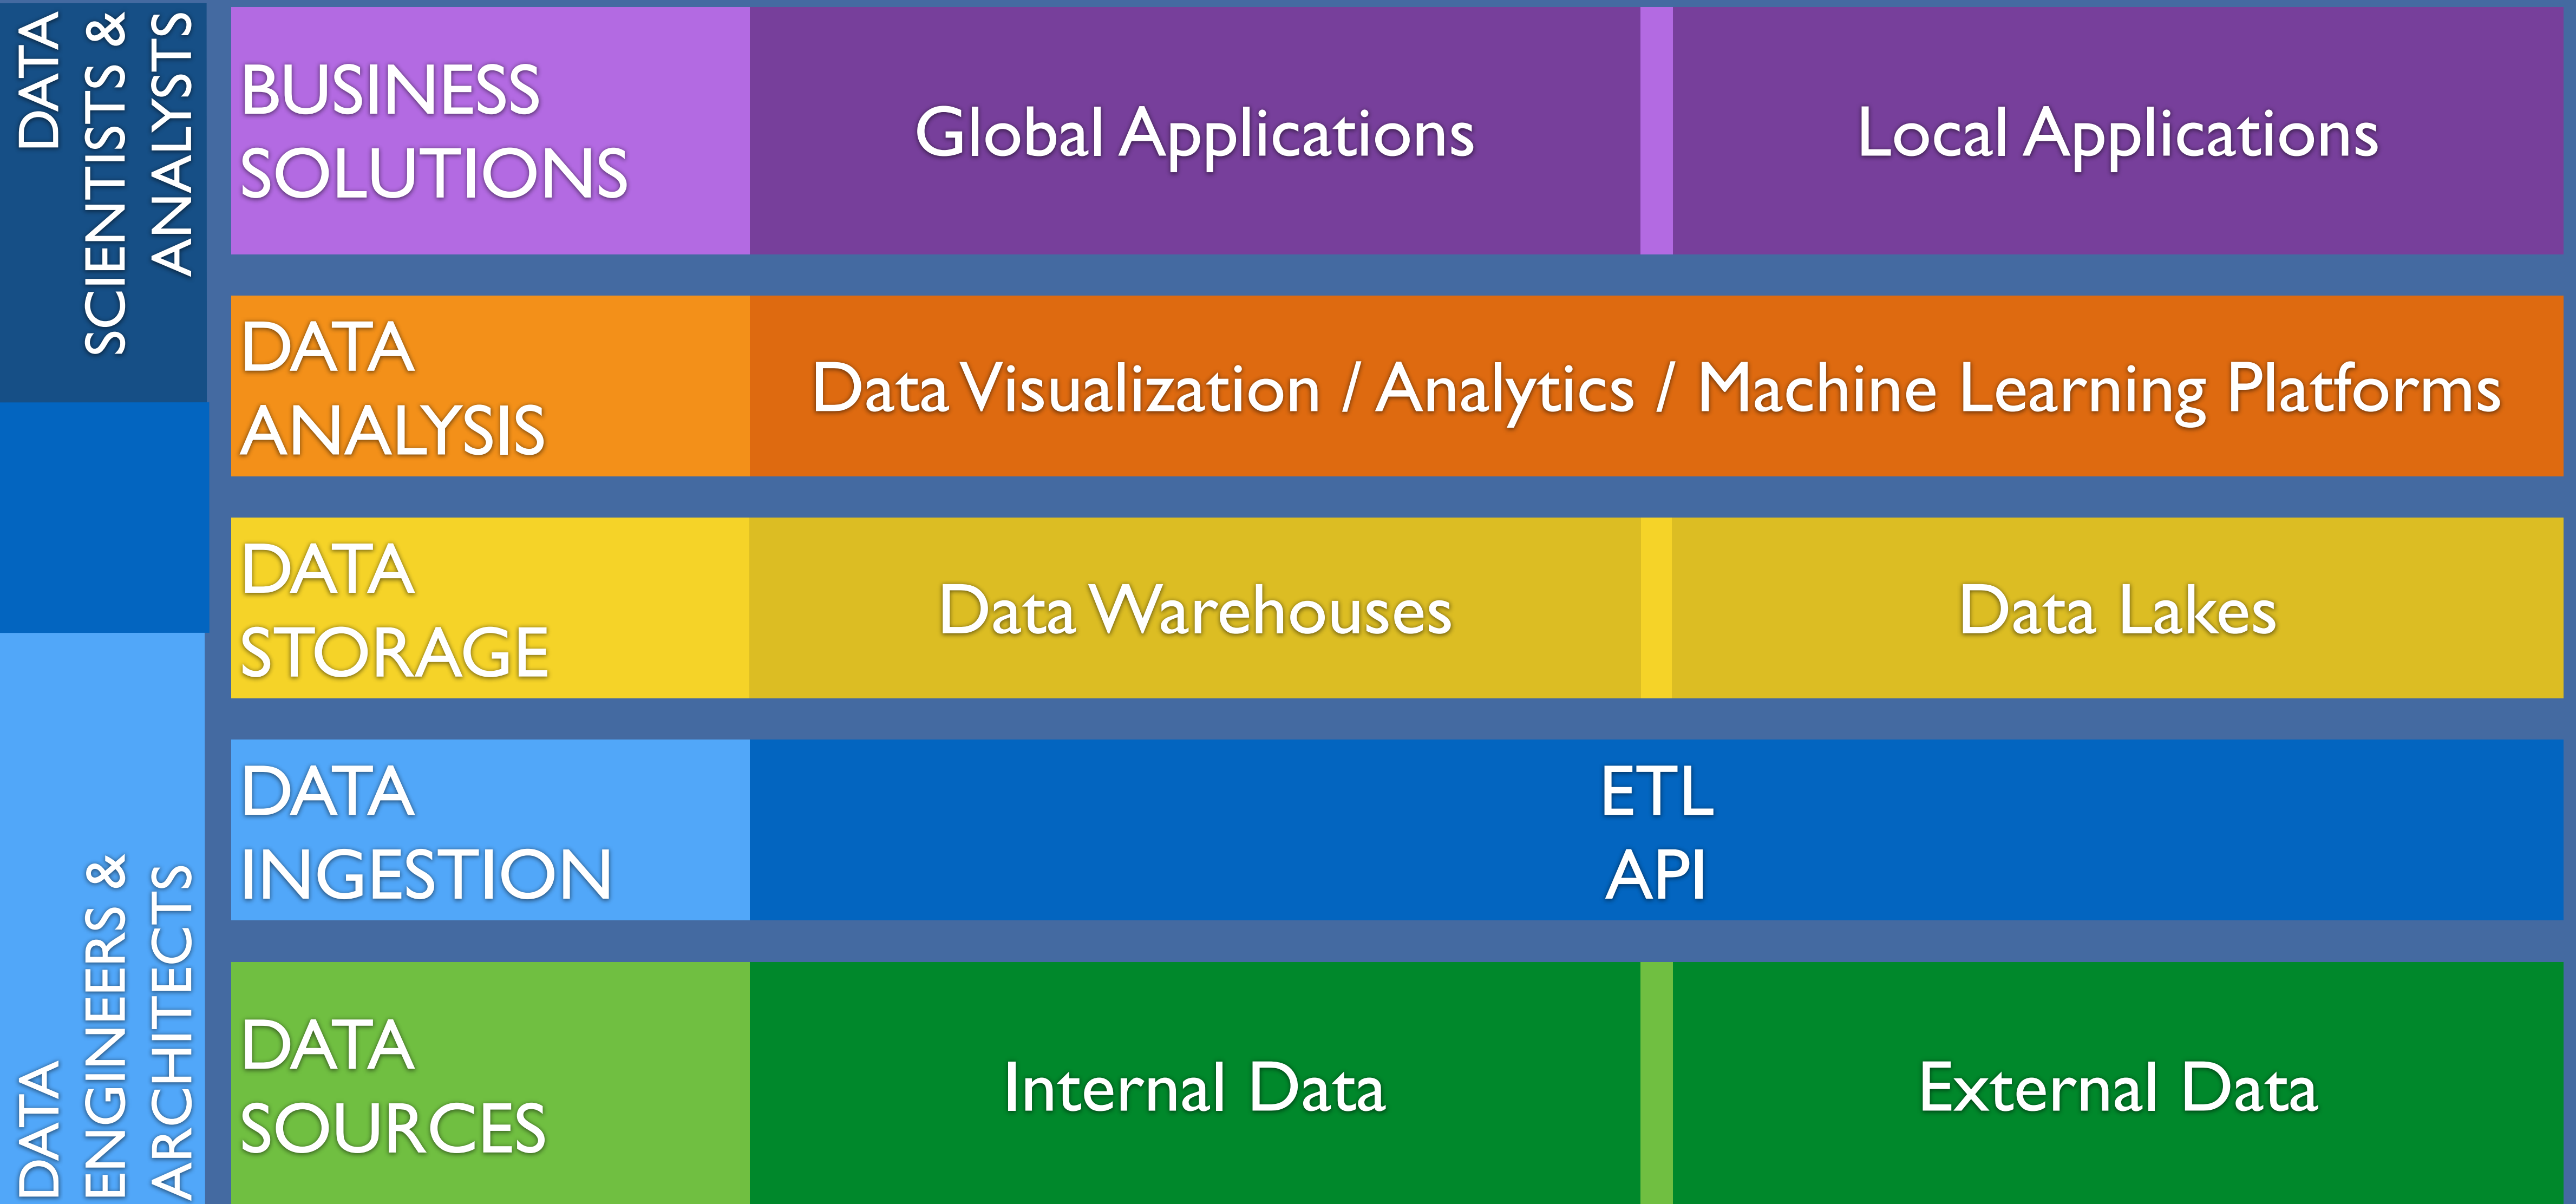 DATA
SCIENTISTS &
ANALYSTS
BUSINESS
SOLUTIONS
Global Applications
Local Applications
DATA
ANALYSIS
Data Visualization / Analytics / Machine Learning Platforms
DATA
STORAGE
Data Warehouses
Data Lakes
DATA
ENGINEERS &
ARCHITECTS
DATA
INGESTION
ETL
API
DATA
SOURCES
Internal Data
External Data